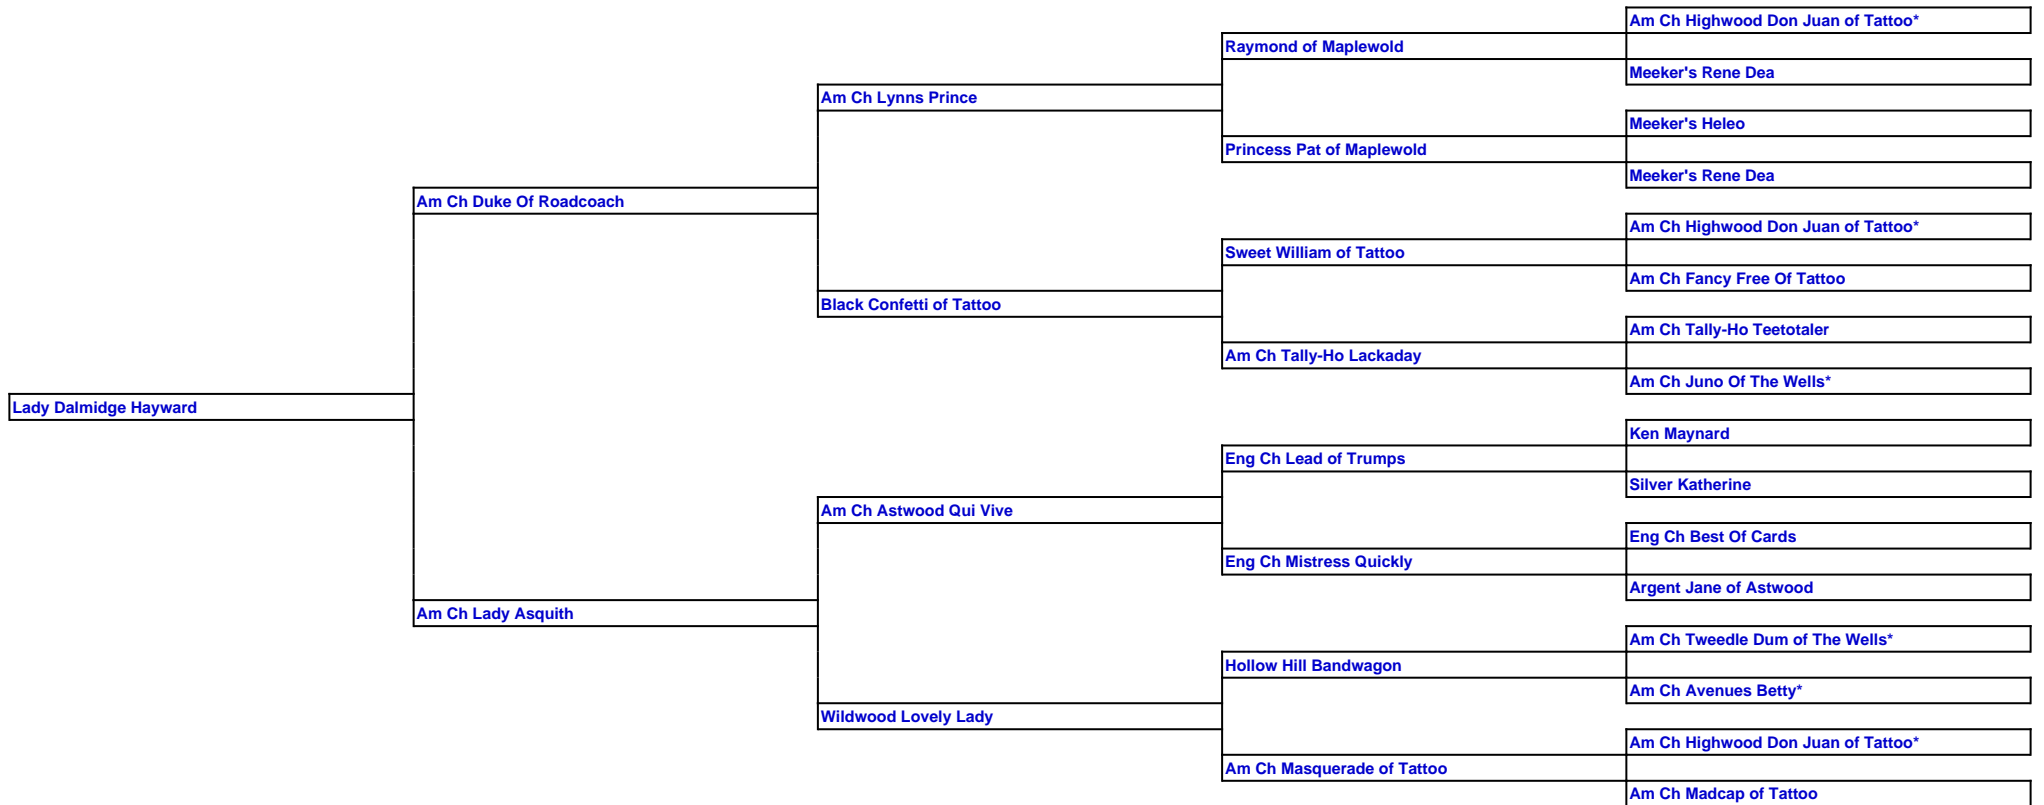 Am Ch Highwood Don Juan of Tattoo*
Raymond of Maplewold
Meeker's Rene Dea
Am Ch Lynns Prince
Meeker's Heleo
Princess Pat of Maplewold
Meeker's Rene Dea
Am Ch Duke Of Roadcoach
Am Ch Highwood Don Juan of Tattoo*
Sweet William of Tattoo
Am Ch Fancy Free Of Tattoo
Black Confetti of Tattoo
Am Ch Tally-Ho Teetotaler
Am Ch Tally-Ho Lackaday
Am Ch Juno Of The Wells*
Lady Dalmidge Hayward
Ken Maynard
Eng Ch Lead of Trumps
Silver Katherine
Am Ch Astwood Qui Vive
Eng Ch Best Of Cards
Eng Ch Mistress Quickly
Argent Jane of Astwood
Am Ch Lady Asquith
Am Ch Tweedle Dum of The Wells*
Hollow Hill Bandwagon
Am Ch Avenues Betty*
Wildwood Lovely Lady
Am Ch Highwood Don Juan of Tattoo*
Am Ch Masquerade of Tattoo
Am Ch Madcap of Tattoo